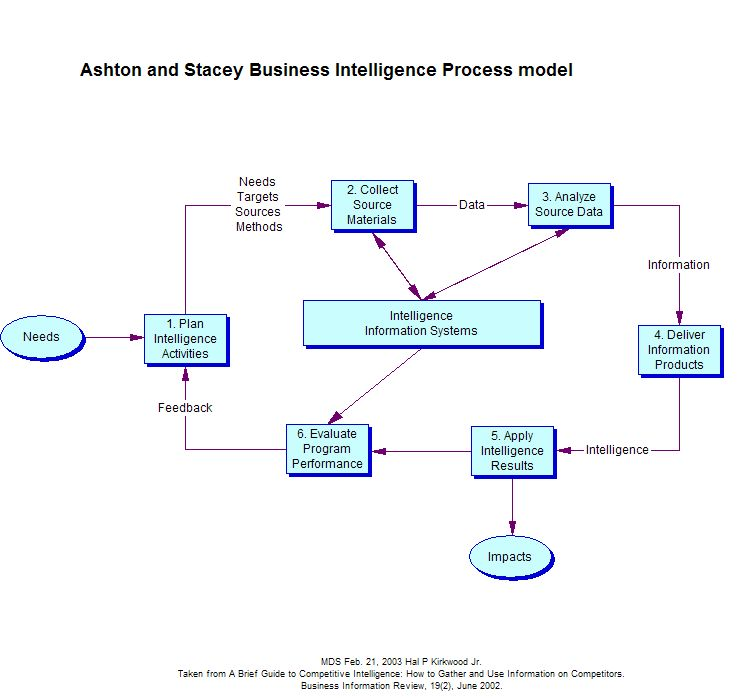 Ashton and Stacey Business Intelligence Process model
Needs
Targets
Sources
Methods
2. Collect
Source
Materials
Data
3. Analyze
Source Data
Information
Needs
1. Plan
Intelligence
Activities
Intelligence
Information Systems
4. Deliver
Information
Products
Feedback
6. Evaluate
Program
Performance
5. Apply
Intelligence
Results
Intelligence
Impacts
MDS Feb. 21, 2003 Hal P Kirkwood Jr.
Taken from A Brief Guide to Competitive Intelligence: How to Gather and Use Information on Competitors.
Business Information Review, 19(2), June 2002.